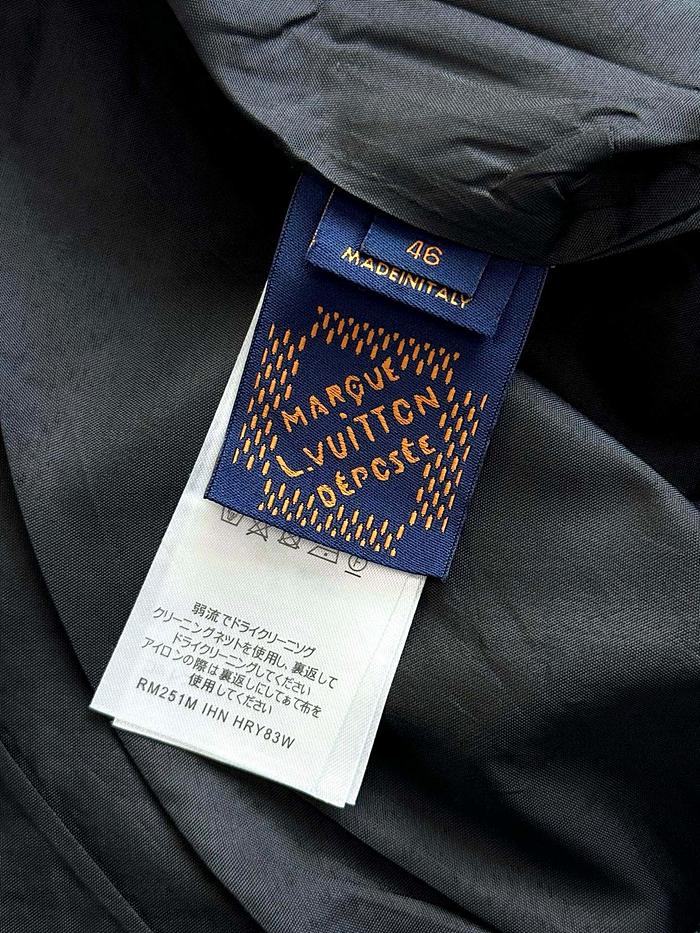 46
MADEINITALY
MARQUE
L.VUITTON
DÉPOSÉE
弱流でドライクリーニング
クリーニングネットを使用し、裏返して
ドライクリーニングしてください
アイロンの際は裏返しにしてあて布を
使用してください
RM251M IHN HRY83W